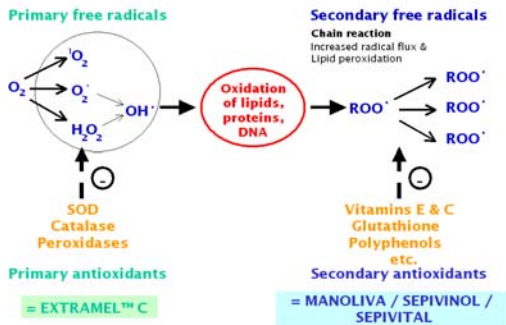 Primary free radicals
Secondary free radicals
Chain reaction
Increased radical flux &
Lipid peroxidation
¹O₂
O₂
O₂˙
OH˙
H₂O₂
Oxidation
of lipids,
proteins,
DNA
ROO˙
ROO˙
ROO˙
ROO˙
-
-
SOD
Catalase
Peroxidases
Vitamins E & C
Glutathione
Polyphenols
etc.
Primary antioxidants
Secondary antioxidants
= EXTRAMEL™ C
= MANOLIVA / SEPIVINOL /
SEPIVITAL